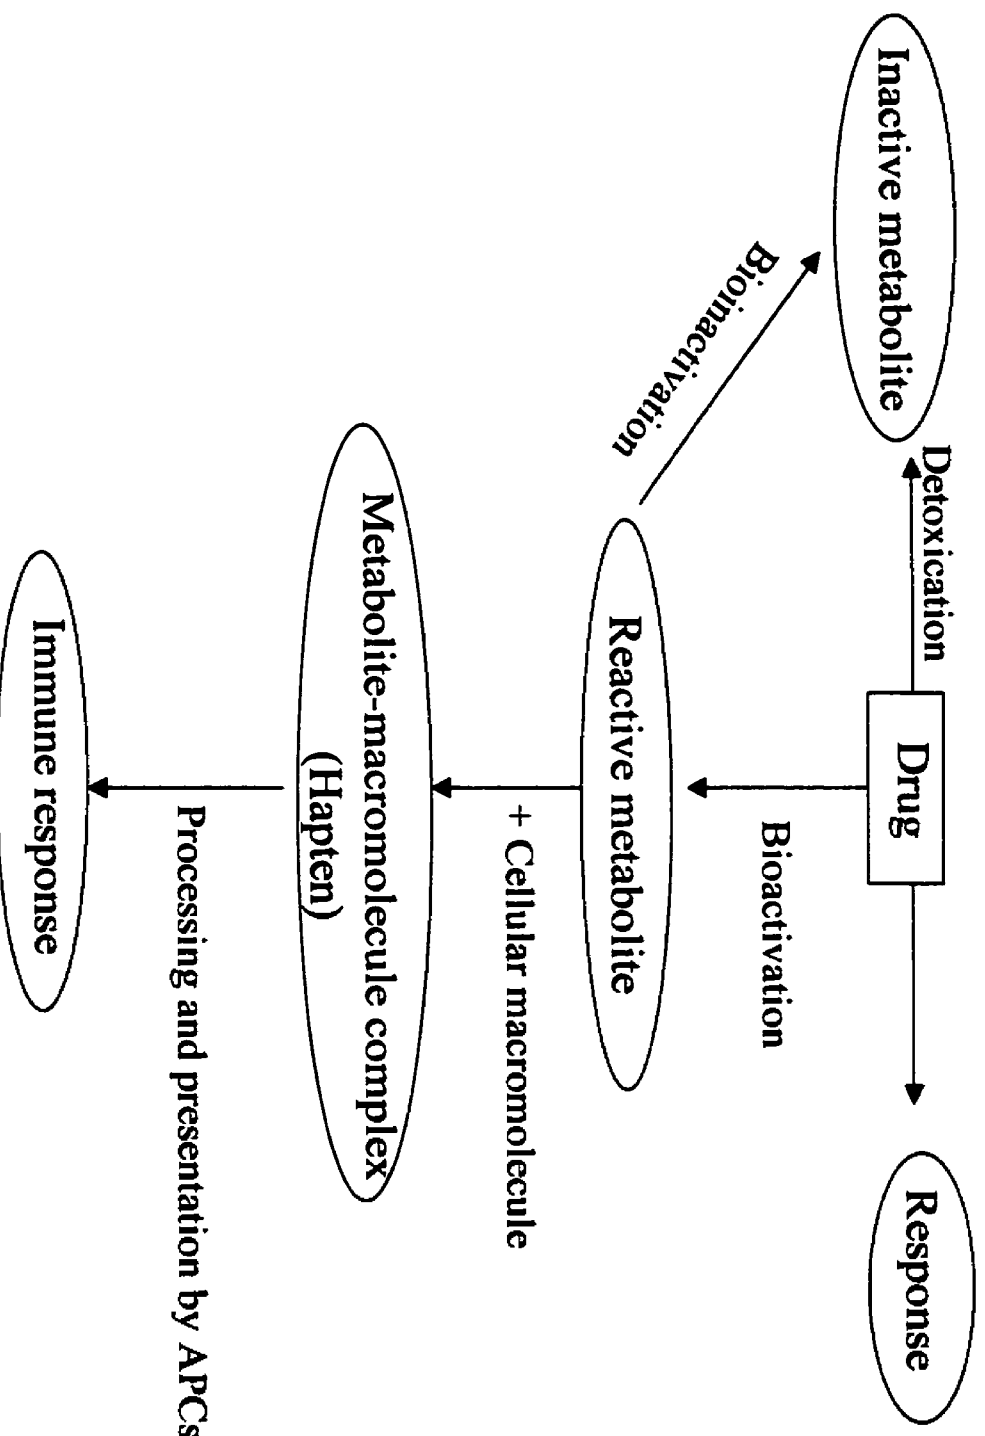 Detoxication
Inactive metabolite
Drug
Response
Bioinactivation
Bioactivation
Reactive metabolite
+ Cellular macromolecule
Metabolite-macromolecule complex
(Hapten)
Processing and presentation by APCs
Immune response